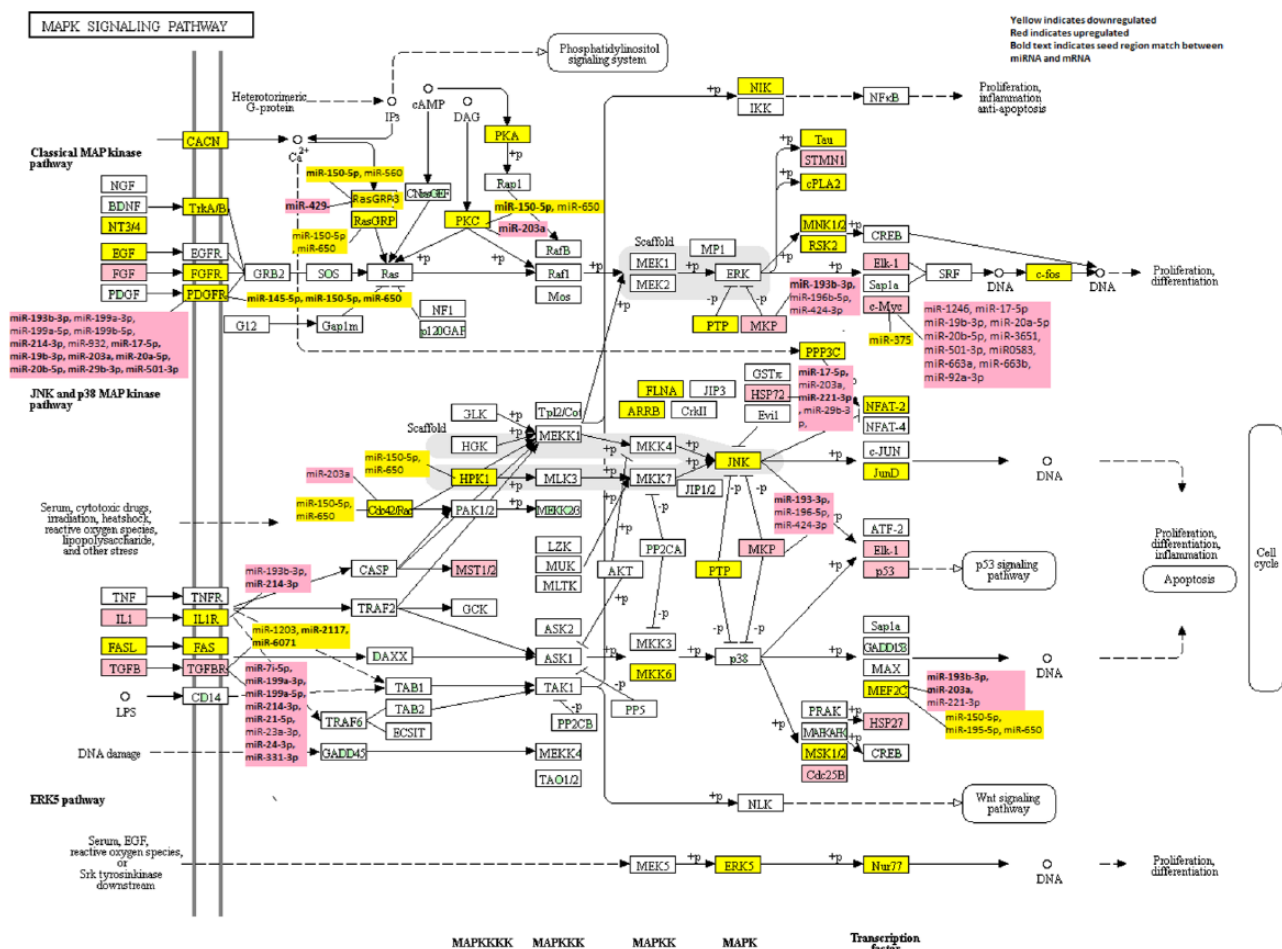 MAPK SIGNALING PATHWAY
Yellow indicates downregulated
Red indicates upregulated
Bold text indicates seed region match between
miRNA and mRNA
Phosphatidylinositol
signaling system
Heterotorimeric
G-protein
IP3
cAMP
DAG
Ca2+
PKA
+p
Rap1
NIK
IKK
+p
NFκB
Proliferation,
inflammation
anti-apoptosis
CACN
Classical MAP kinase
pathway
NGF
BDNF
NT3/4
EGF
FGF
PDGF
TrkA/B
EGFR
FGFR
PDGFR
GRB2
SOS
Ras
G12
Gap1m
NF1
p120GAP
miR-150-5p, miR-560
miR-429
RasGRP-3
RasGRP
miR-150-5p
miR-650
CNrasGEF
PKC
miR-150-5p, miR-650
miR-203a
RafB
Raf1
Mos
+p
+p
Scaffold
MEK1
MEK2
MP1
ERK
+p
+p
Tau
STMN1
cPLA2
MNK1/2
RSK2
+p
CREB
Elk-1
Sap1a
c-Myc
SRF
DNA
c-fos
DNA
Proliferation,
differentiation
-p
-p
PTP
MKP
miR-193b-3p,
miR-196b-5p,
miR-424-3p
miR-375
miR-1246, miR-17-5p
miR-19b-3p, miR-20a-5p
miR-20b-5p, miR-3651,
miR-501-3p, miR0583,
miR-663a, miR-663b,
miR-92a-3p
miR-145-5p, miR-150-5p, miR-650
miR-193b-3p, miR-199a-3p,
miR-199a-5p, miR-199b-5p,
miR-214-3p, miR-932, miR-17-5p,
miR-19b-3p, miR-203a, miR-20a-5p,
miR-20b-5p, miR-29b-3p, miR-501-3p
JNK and p38 MAP kinase
pathway
PPP3C
GSTπ
HSP72
Evi1
miR-17-5p,
miR-203a,
miR-221-3p
, miR-29b-3
p,
FLNA
ARRB
JIP3
CrkII
NFAT-2
NFAT-4
c-JUN
JunD
DNA
Scaffold
GLK
HGK
HPK1
Tpl2/Cot
MEKK1
MLK3
MKK4
MKK7
JNK
JIP1/2
+p
+p
miR-150-5p,
miR-650
miR-203a
miR-150-5p,
miR-650
Cdc42/Rac
PAK1/2
MEKK2/3
LZK
MUK
MLTK
AKT
PP2CA
PTP
MKP
-p
-p
miR-193-3p,
miR-196-5p,
miR-424-3p
ATF-2
Elk-1
p53
p53 signaling
pathway
Proliferation,
differentiation,
inflammation
Apoptosis
Cell
cycle
Serum, cytotoxic drugs,
irradiation, heatshock,
reactive oxygen species,
lipopolysaccharide,
and other stress
miR-193b-3p,
miR-214-3p
CASP
MST1/2
TNF
TNFR
IL1
IL1R
FASL
FAS
TGFB
TGFBR
LPS
CD14
TRAF2
GCK
DAXX
ASK2
ASK1
MKK3
MKK6
p38
+p
-p
miR-1203, miR-2117,
miR-6071
miR-7i-5p,
miR-199a-3p,
miR-199a-5p,
miR-214-3p,
miR-21-5p,
miR-23a-3p,
miR-24-3p,
miR-331-3p
TAB1
TAB2
TRAF6
ECSIT
TAK1
PP2CB
PP5
-p
Sap1a
GADD153
MAX
MEF2C
DNA
miR-193b-3p,
miR-203a,
miR-221-3p
miR-150-5p,
miR-195-5p, miR-650
PRAK
MAPKAPK
MSK1/2
Cdc25B
HSP27
CREB
+p
DNA damage
GADD45
MEKK4
TAO1/2
ERK5 pathway
+p
NLK
Wnt signaling
pathway
Serum, EGF,
reactive oxygen species,
or
Srk tyrosinkinase
downstream
MEK5
+p
ERK5
+p
Nur77
DNA
Proliferation,
differentiation
MAPKKKK
MAPKKK
MAPKK
MAPK
Transcription
factor